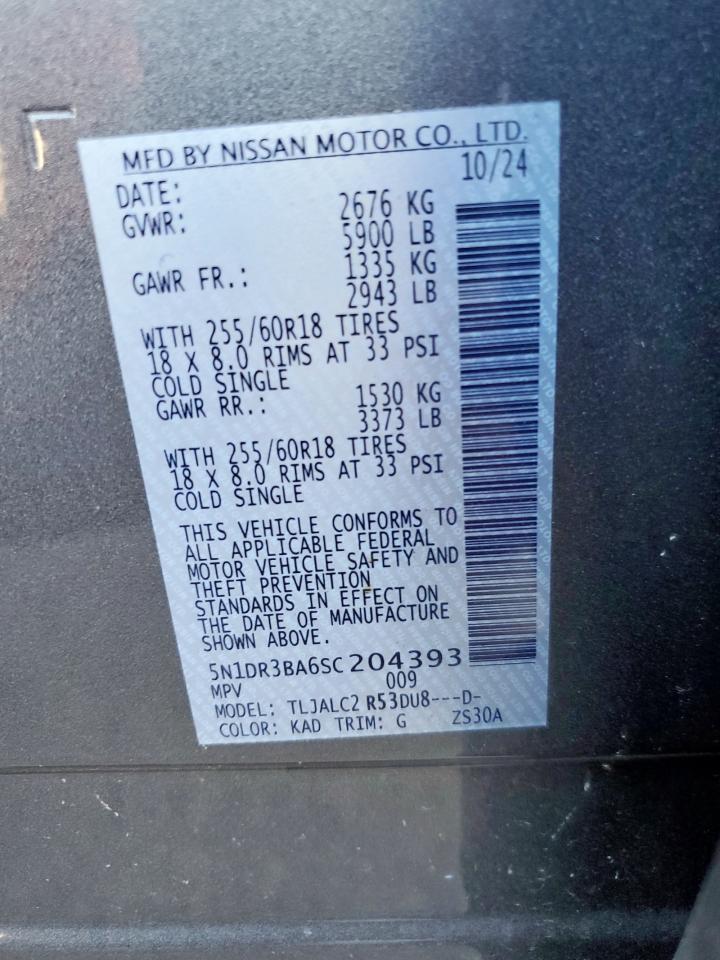 MFD BY NISSAN MOTOR CO., LTD.
DATE: 10/24
GVWR: 2676 KG
5900 LB
GAWR FR.: 1335 KG
2943 LB
WITH 255/60R18 TIRES
18 X 8.0 RIMS AT 33 PSI
COLD SINGLE
GAWR RR.: 1530 KG
3373 LB
WITH 255/60R18 TIRES
18 X 8.0 RIMS AT 33 PSI
COLD SINGLE
THIS VEHICLE CONFORMS TO
ALL APPLICABLE FEDERAL
MOTOR VEHICLE SAFETY AND
THEFT PREVENTION
STANDARDS IN EFFECT ON
THE DATE OF MANUFACTURE
SHOWN ABOVE.
5N1DR3BA6SC204393
MPV 009
MODEL: TLJALC2 R53DU8---D-
COLOR: KAD TRIM: G ZS30A